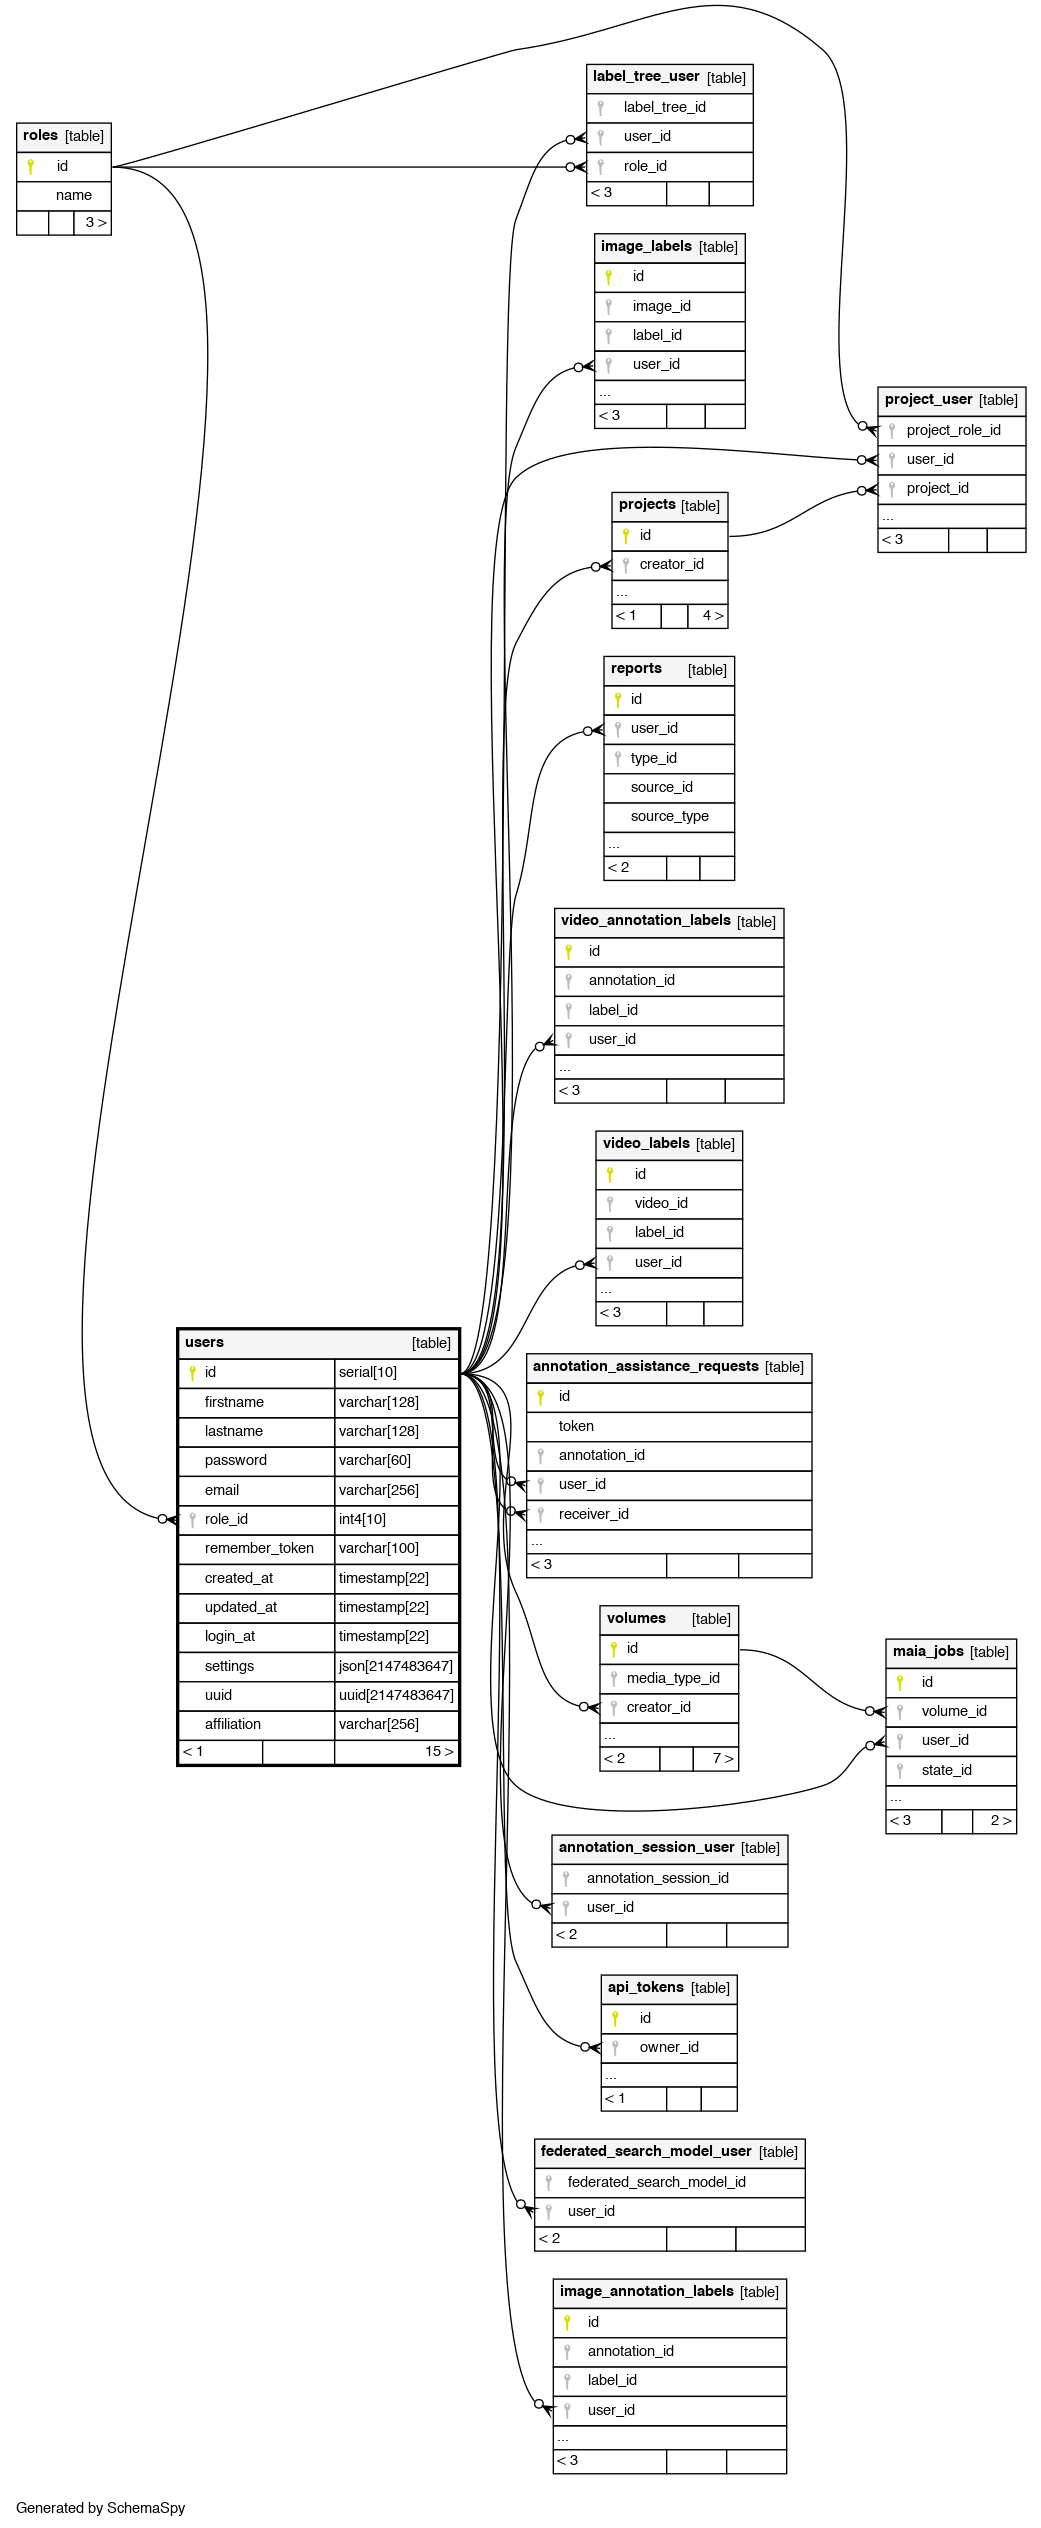 roles [table]
id
name
3 >
label_tree_user [table]
label_tree_id
user_id
role_id
< 3
image_labels [table]
id
image_id
label_id
user_id
...
< 3
project_user [table]
project_role_id
user_id
project_id
...
< 3
projects [table]
id
creator_id
...
< 1 4 >
reports [table]
id
user_id
type_id
source_id
source_type
...
< 2
video_annotation_labels [table]
id
annotation_id
label_id
user_id
...
< 3
video_labels [table]
id
video_id
label_id
user_id
...
< 3
users [table]
id serial[10]
firstname varchar[128]
lastname varchar[128]
password varchar[60]
email varchar[256]
role_id int4[10]
remember_token varchar[100]
created_at timestamp[22]
updated_at timestamp[22]
login_at timestamp[22]
settings json[2147483647]
uuid uuid[2147483647]
affiliation varchar[256]
< 1 15 >
annotation_assistance_requests [table]
id
token
annotation_id
user_id
receiver_id
...
< 3
volumes [table]
id
media_type_id
creator_id
...
< 2 7 >
maia_jobs [table]
id
volume_id
user_id
state_id
...
< 3 2 >
annotation_session_user [table]
annotation_session_id
user_id
< 2
api_tokens [table]
id
owner_id
...
< 1
federated_search_model_user [table]
federated_search_model_id
user_id
< 2
image_annotation_labels [table]
id
annotation_id
label_id
user_id
...
< 3
Generated by SchemaSpy